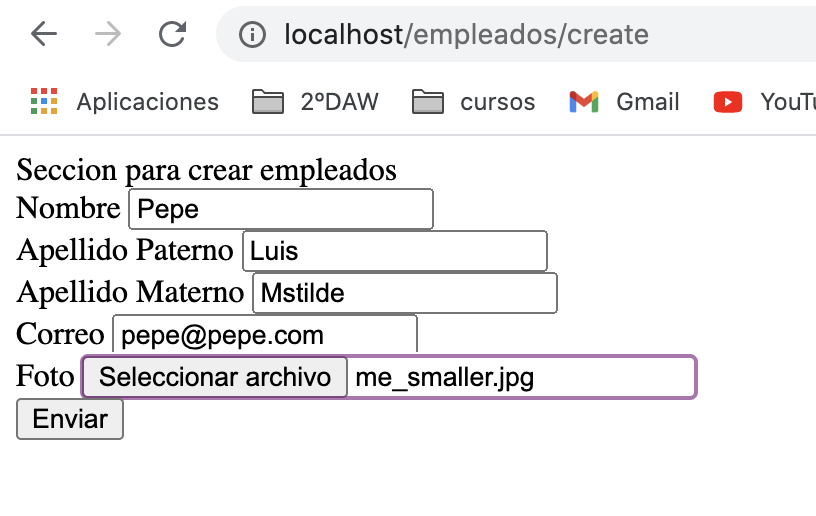 localhost/empleados/create
Aplicaciones 2ºDAW cursos Gmail
Seccion para crear empleados
Nombre Pepe
Apellido Paterno Luis
Apellido Materno Mstilde
Correo pepe@pepe.com
Foto Seleccionar archivo me_smaller.jpg
Enviar